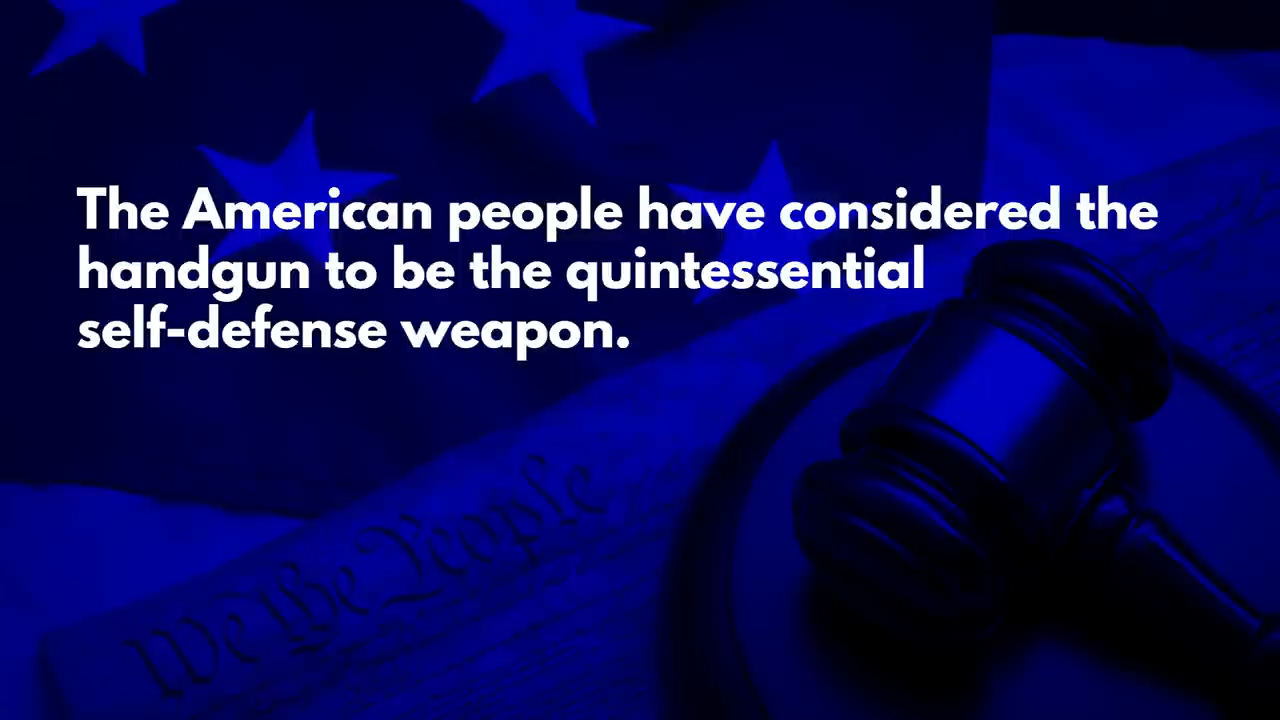 The American people have considered the
handgun to be the quintessential
self-defense weapon.
We the People